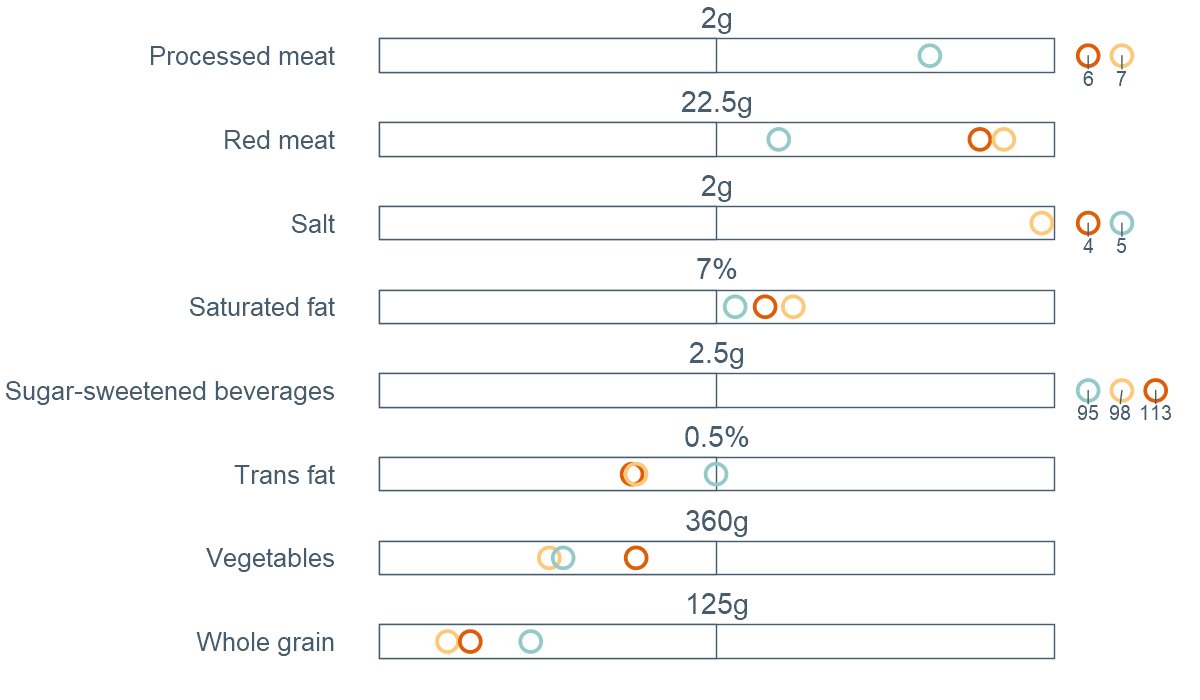 2g
Processed meat
6 7
22.5g
Red meat
2g
Salt
4 5
7%
Saturated fat
2.5g
Sugar-sweetened beverages
95 98 113
0.5%
Trans fat
360g
Vegetables
125g
Whole grain